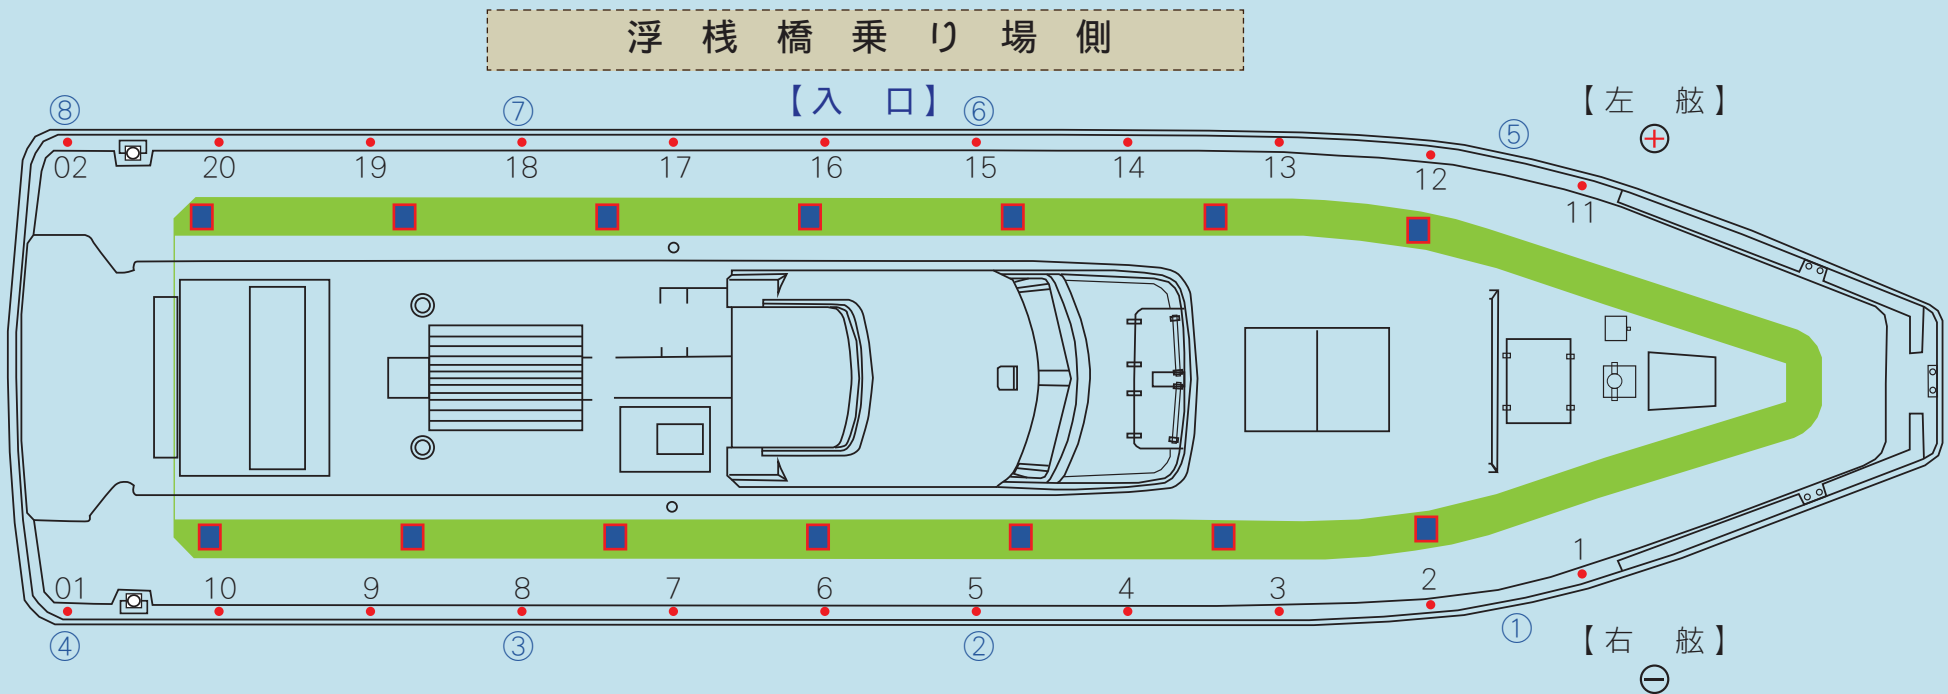 浮桟橋乗り場側
【入 口】
【左 舷】
⑧ ⑦ ⑥ ⑤ ⊕
02 20 19 18 17 16 15 14 13 12 11
01 10 9 8 7 6 5 4 3 2 1
④ ③ ② ①
【右 舷】
⊖